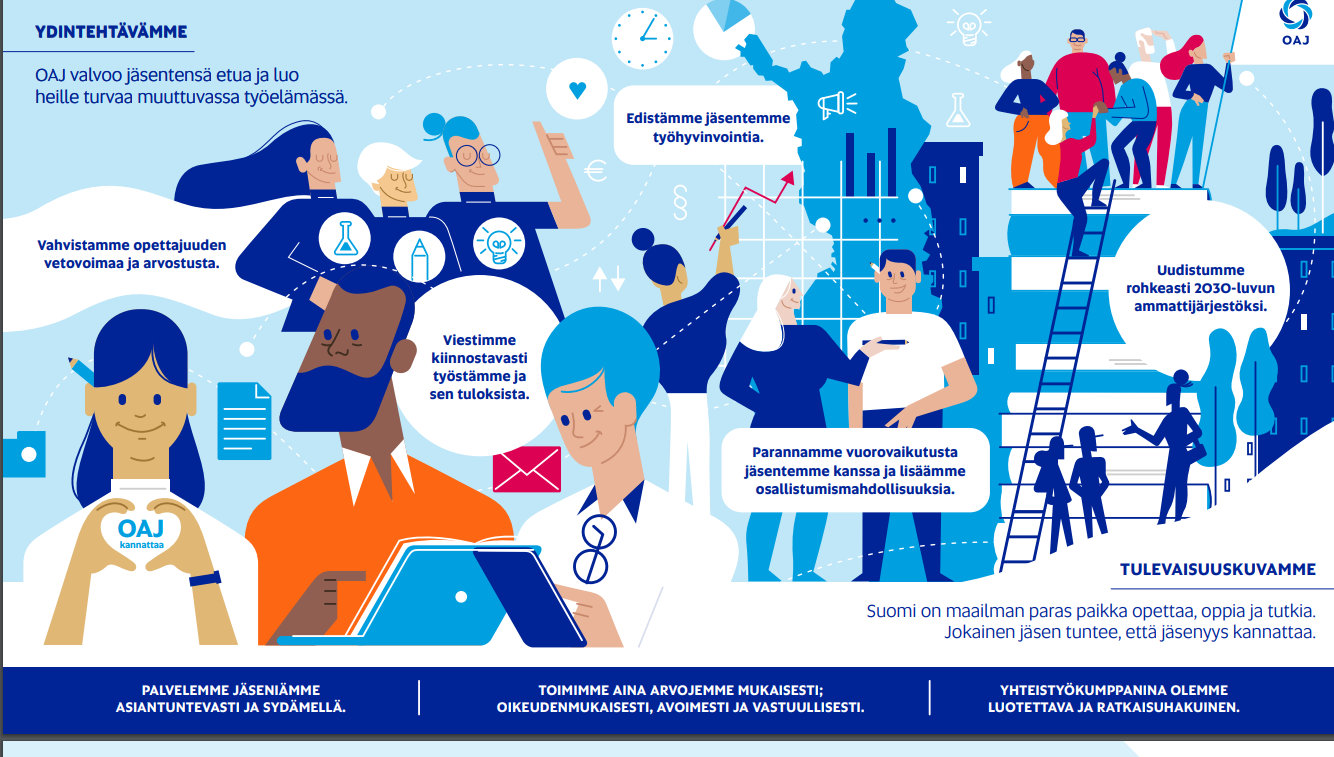 YDINTEHTÄVÄMME
OAJ valvoo jäsentensä etua ja luo
heille turvaa muuttuvassa työelämässä.
OAJ
Edistämme jäsentemme
työhyvinvointia.
Vahvistamme opettajuuden
vetovoimaa ja arvostusta.
Uudistumme
rohkeasti 2030-luvun
ammattijärjestöksi.
Viestimme
kiinnostavasti
työstämme ja
sen tuloksista.
Parannamme vuorovaikutusta
jäsentemme kanssa ja lisäämme
osallistumismahdollisuuksia.
OAJ
kannattaa
TULEVAISUUSKUVAMME
Suomi on maailman paras paikka opettaa, oppia ja tutkia.
Jokainen jäsen tuntee, että jäsenyys kannattaa.
PALVELEMME JÄSENIÄMME
ASIANTUNTEVASTI JA SYDÄMELLÄ.
TOIMIMME AINA ARVOJEMME MUKAISESTI;
OIKEUDENMUKAISESTI, AVOIMESTI JA VASTUULLISESTI.
YHTEISTYÖKUMPPANINA OLEMME
LUOTETTAVA JA RATKAISUHAKUINEN.